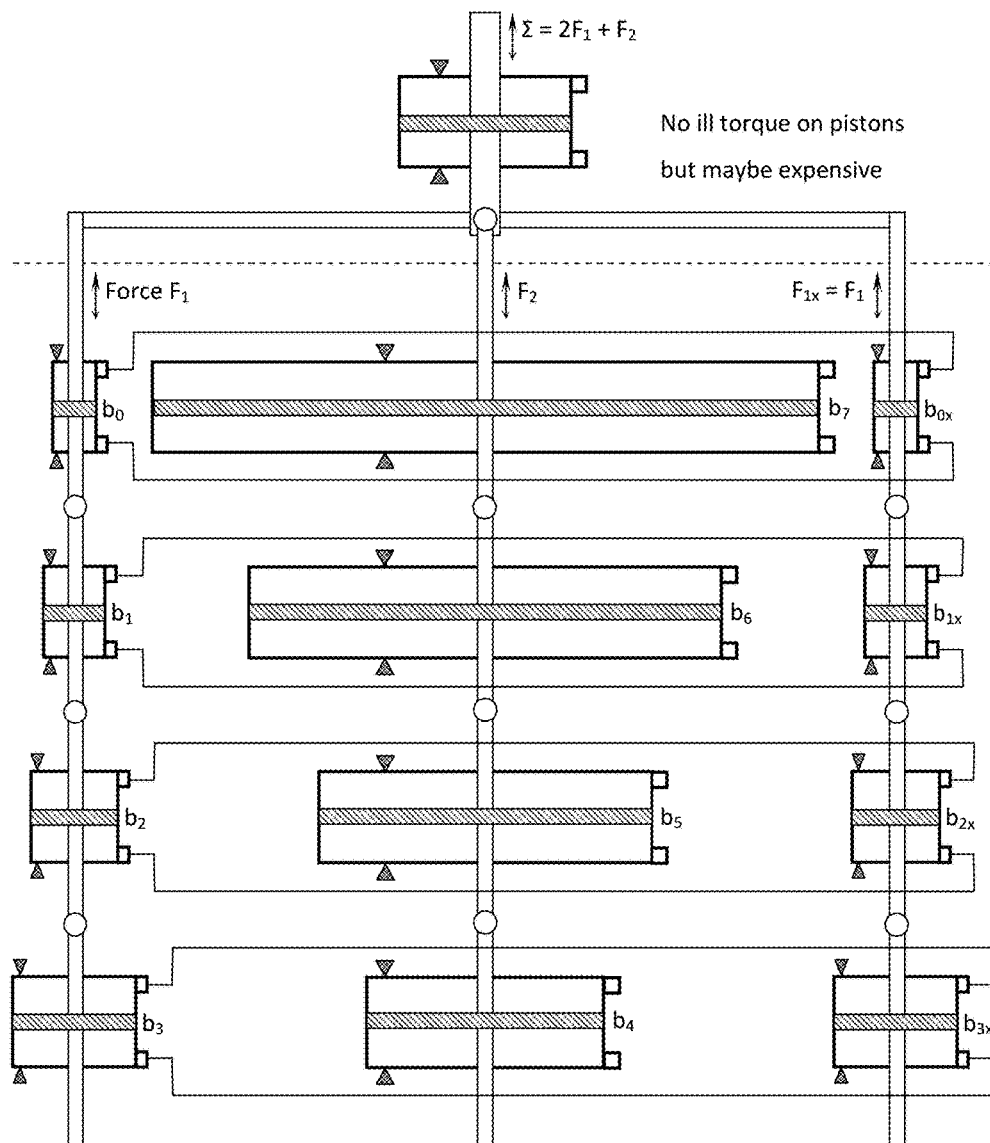 Σ = 2F₁ + F₂
No ill torque on pistons
but maybe expensive
Force F₁
F₂
F₁ₓ = F₁
b₀
b₇
b₀ₓ
b₁
b₆
b₁ₓ
b₂
b₅
b₂ₓ
b₃
b₄
b₃ₓ